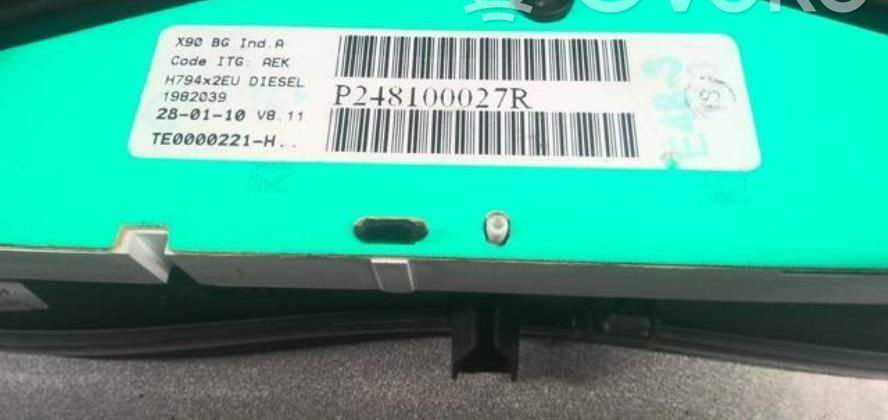 X90 BG Ind.A
Code ITG: AEK
H794x2EU DIESEL
1982039
28-01-10 V8.11
TE0000221-H..
P248100027R